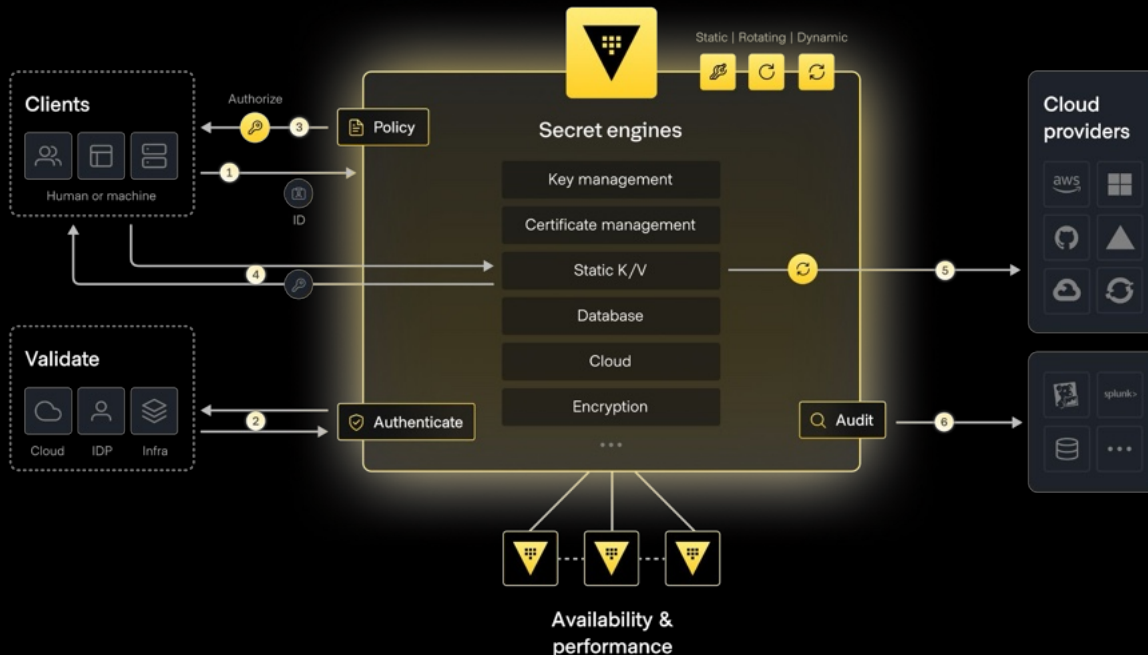 Static | Rotating | Dynamic
Clients
Human or machine
Authorize
3
Policy
1
ID
4
Validate
Cloud IDP Infra
2
Authenticate
Secret engines
Key management
Certificate management
Static K/V
Database
Cloud
Encryption
...
5
Cloud
providers
aws
Audit
6
splunk>
...
Availability &
performance